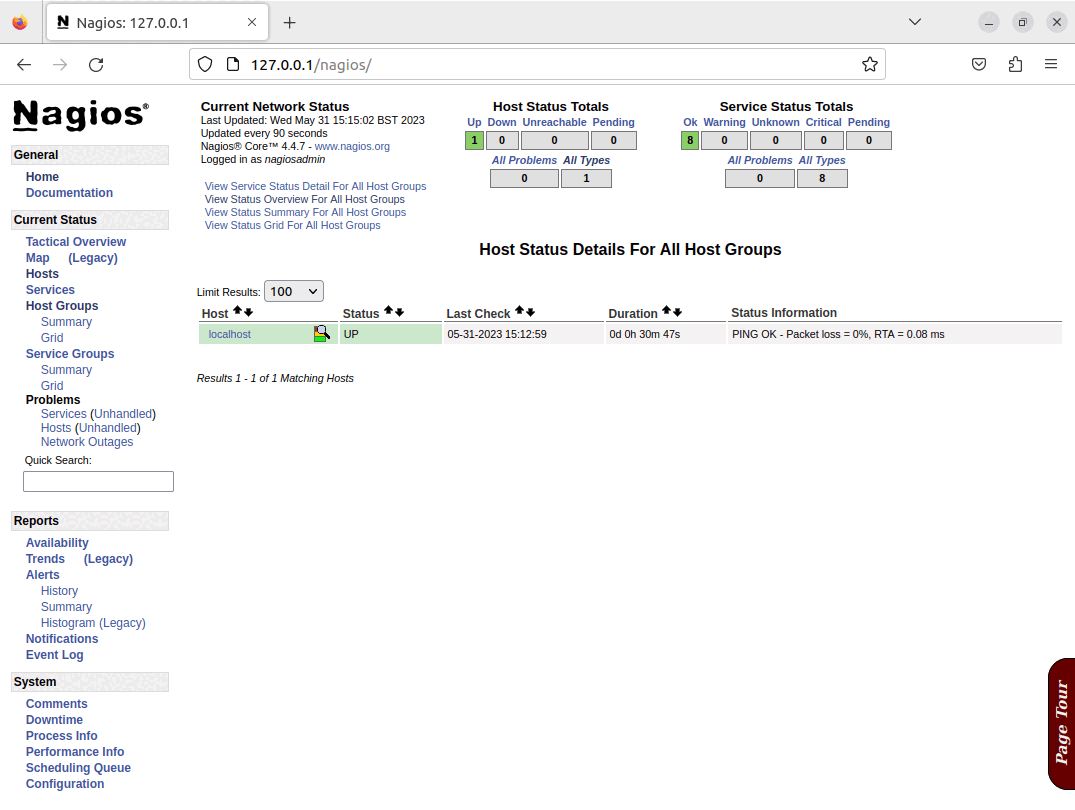 Nagios: 127.0.0.1
127.0.0.1/nagios/
Nagios®
General
Home
Documentation
Current Status
Tactical Overview
Map (Legacy)
Hosts
Services
Host Groups
Summary
Grid
Service Groups
Summary
Grid
Problems
Services (Unhandled)
Hosts (Unhandled)
Network Outages
Quick Search:
Reports
Availability
Trends (Legacy)
Alerts
History
Summary
Histogram (Legacy)
Notifications
Event Log
System
Comments
Downtime
Process Info
Performance Info
Scheduling Queue
Configuration
Current Network Status
Last Updated: Wed May 31 15:15:02 BST 2023
Updated every 90 seconds
Nagios® Core™ 4.4.7 - www.nagios.org
Logged in as nagiosadmin
View Service Status Detail For All Host Groups
View Status Overview For All Host Groups
View Status Summary For All Host Groups
View Status Grid For All Host Groups
Host Status Totals
Up Down Unreachable Pending
1 0 0 0
All Problems All Types
0 1
Service Status Totals
Ok Warning Unknown Critical Pending
8 0 0 0 0
All Problems All Types
0 8
Host Status Details For All Host Groups
Limit Results: 100
Host Status Last Check Duration Status Information
localhost UP 05-31-2023 15:12:59 0d 0h 30m 47s PING OK - Packet loss = 0%, RTA = 0.08 ms
Results 1 - 1 of 1 Matching Hosts
Page Tour